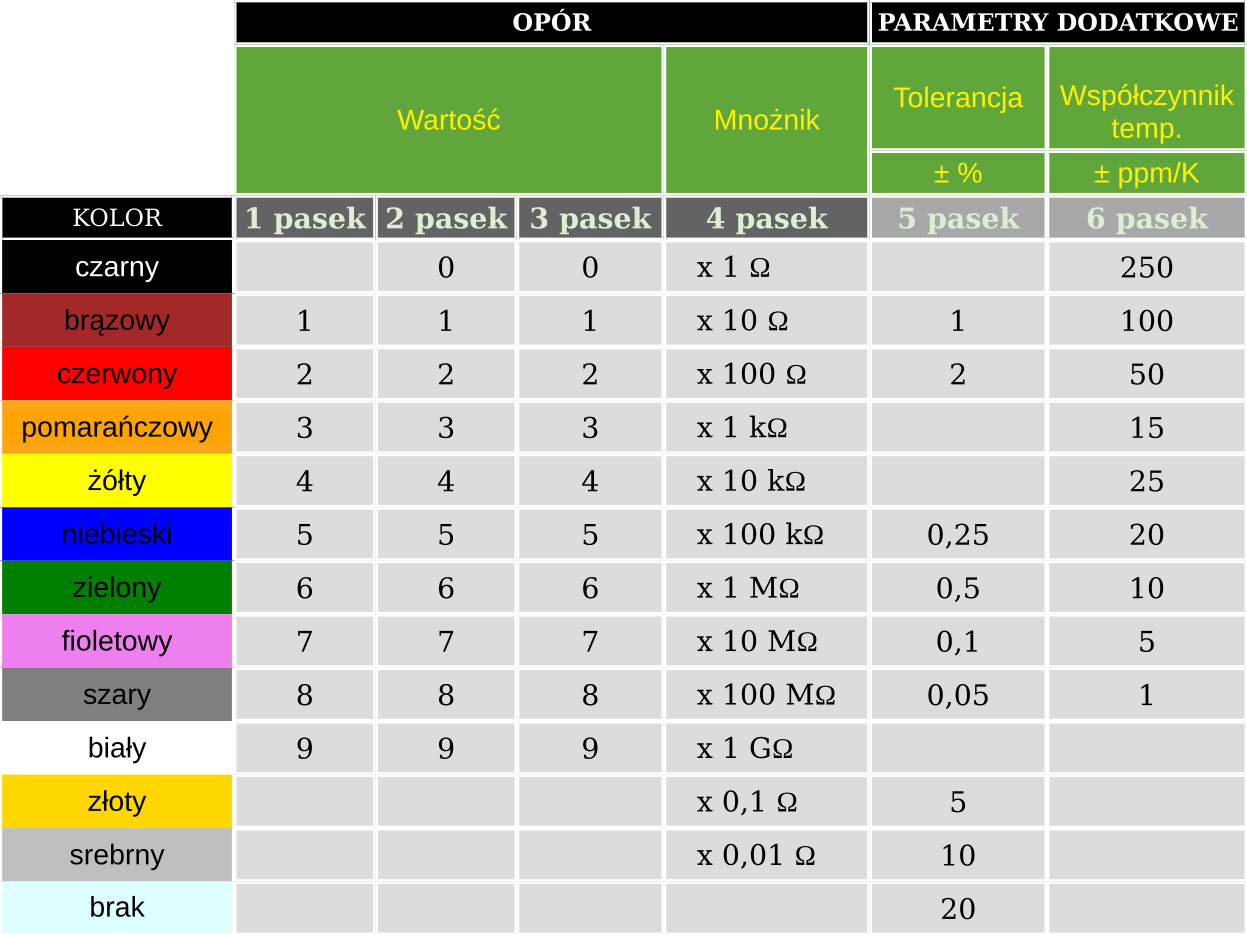 OPÓR PARAMETRY DODATKOWE
Wartość Mnożnik Tolerancja Współczynnik
temp.
± % ± ppm/K
KOLOR 1 pasek 2 pasek 3 pasek 4 pasek 5 pasek 6 pasek
czarny 0 0 x 1 Ω 250
brązowy 1 1 1 x 10 Ω 1 100
czerwony 2 2 2 x 100 Ω 2 50
pomarańczowy 3 3 3 x 1 kΩ 15
żółty 4 4 4 x 10 kΩ 25
niebieski 5 5 5 x 100 kΩ 0,25 20
zielony 6 6 6 x 1 MΩ 0,5 10
fioletowy 7 7 7 x 10 MΩ 0,1 5
szary 8 8 8 x 100 MΩ 0,05 1
biały 9 9 9 x 1 GΩ
złoty x 0,1 Ω 5
srebrny x 0,01 Ω 10
brak 20